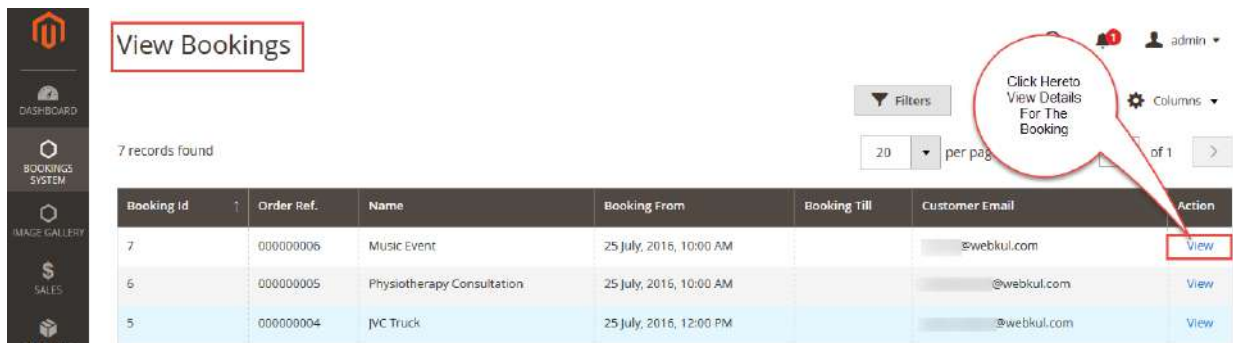 View Bookings
1
admin
Click Hereto
View Details
For The
Booking
Filters
Columns
7 records found
20
per pag
of 1
Booking Id Order Ref. Name Booking From Booking Till Customer Email Action
7 000000006 Music Event 25 July, 2016, 10:00 AM @webkul.com View
6 000000005 Physiotherapy Consultation 25 July, 2016, 10:00 AM @webkul.com View
5 000000004 JVC Truck 25 July, 2016, 12:00 PM @webkul.com View
DASHBOARD
BOOKINGS
SYSTEM
IMAGE GALLERY
SALES